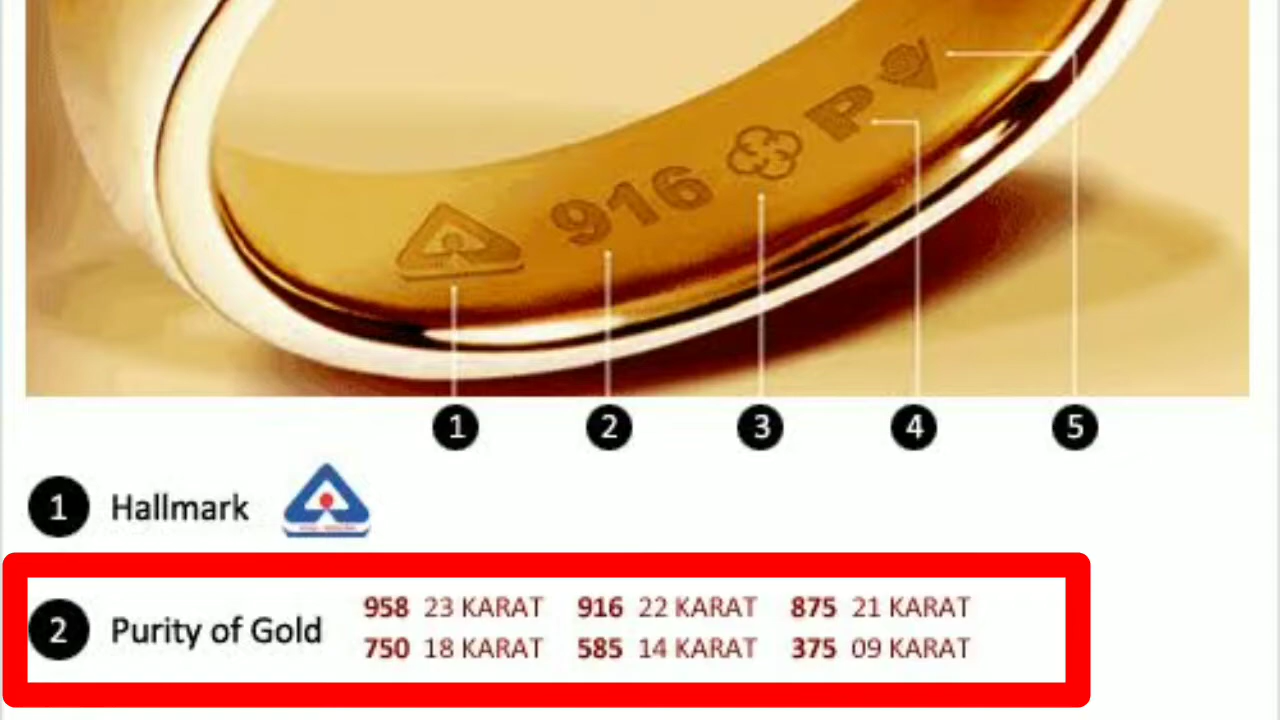 916 P
1 2 3 4 5
1 Hallmark
2 Purity of Gold
958 23 KARAT 916 22 KARAT 875 21 KARAT
750 18 KARAT 585 14 KARAT 375 09 KARAT